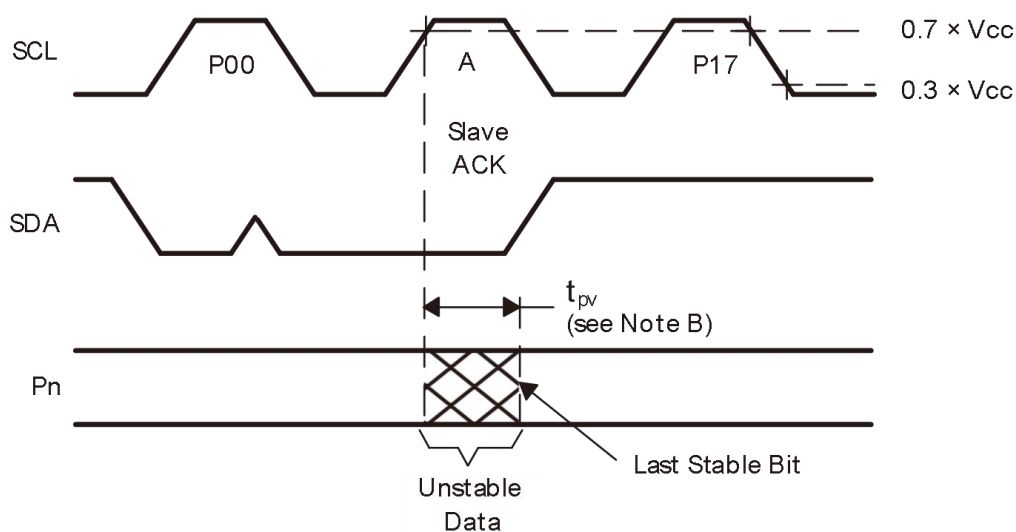 SCL
P00
A
P17
0.7 × Vcc
0.3 × Vcc
Slave
ACK
SDA
tpv
(see Note B)
Pn
Last Stable Bit
Unstable
Data